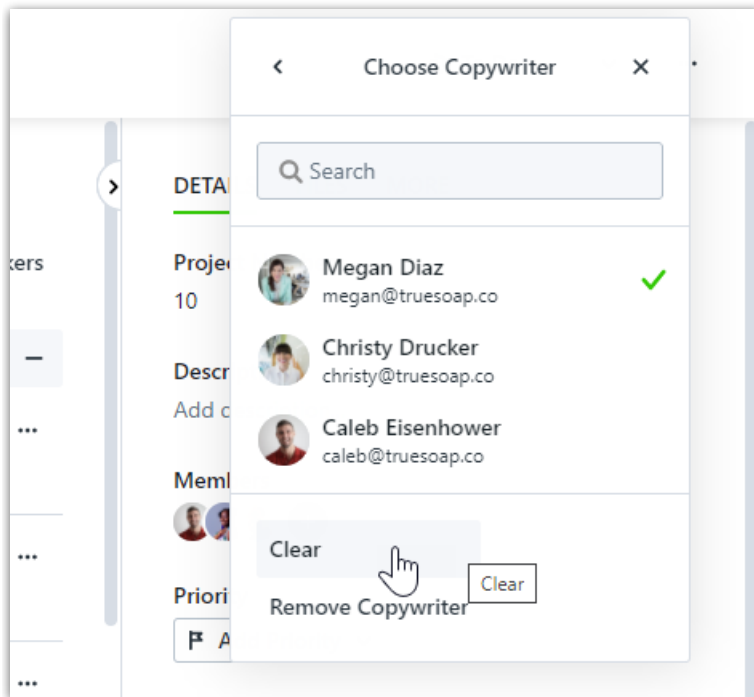 Choose Copywriter
Search
DETA
kers
Projec
10
Megan Diaz
megan@truesoap.co
Christy Drucker
christy@truesoap.co
Descr
Add c
Caleb Eisenhower
caleb@truesoap.co
Meml
Clear
Clear
Priori
Remove Copywriter
A